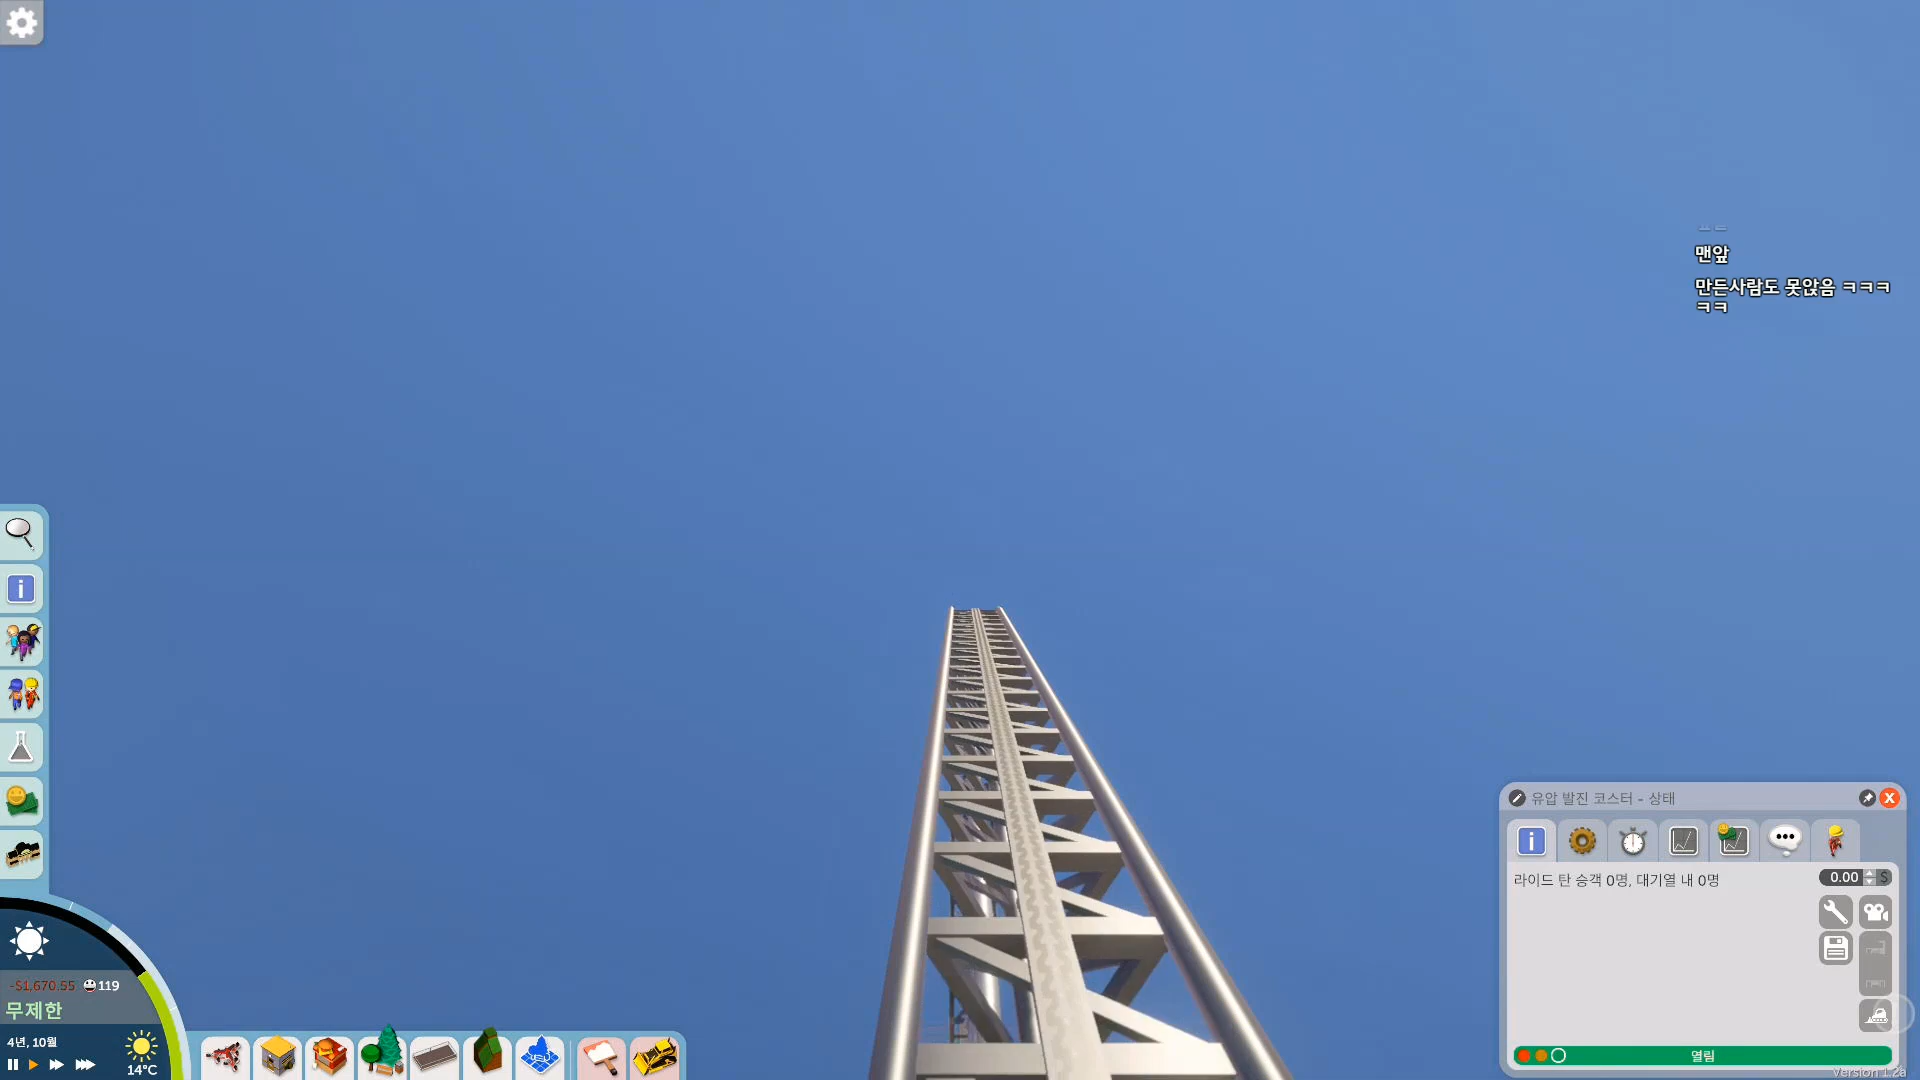 맨앞
만든사람도 못앉음 ㅋㅋㅋ
ㅋㅋ
유압 발진 코스터 - 상태
라이드 탄 승객 0명, 대기열 내 0명
0.00 $
열림
Version 1.2a
-$1,670.55 119
무제한
4년, 10월
14°C